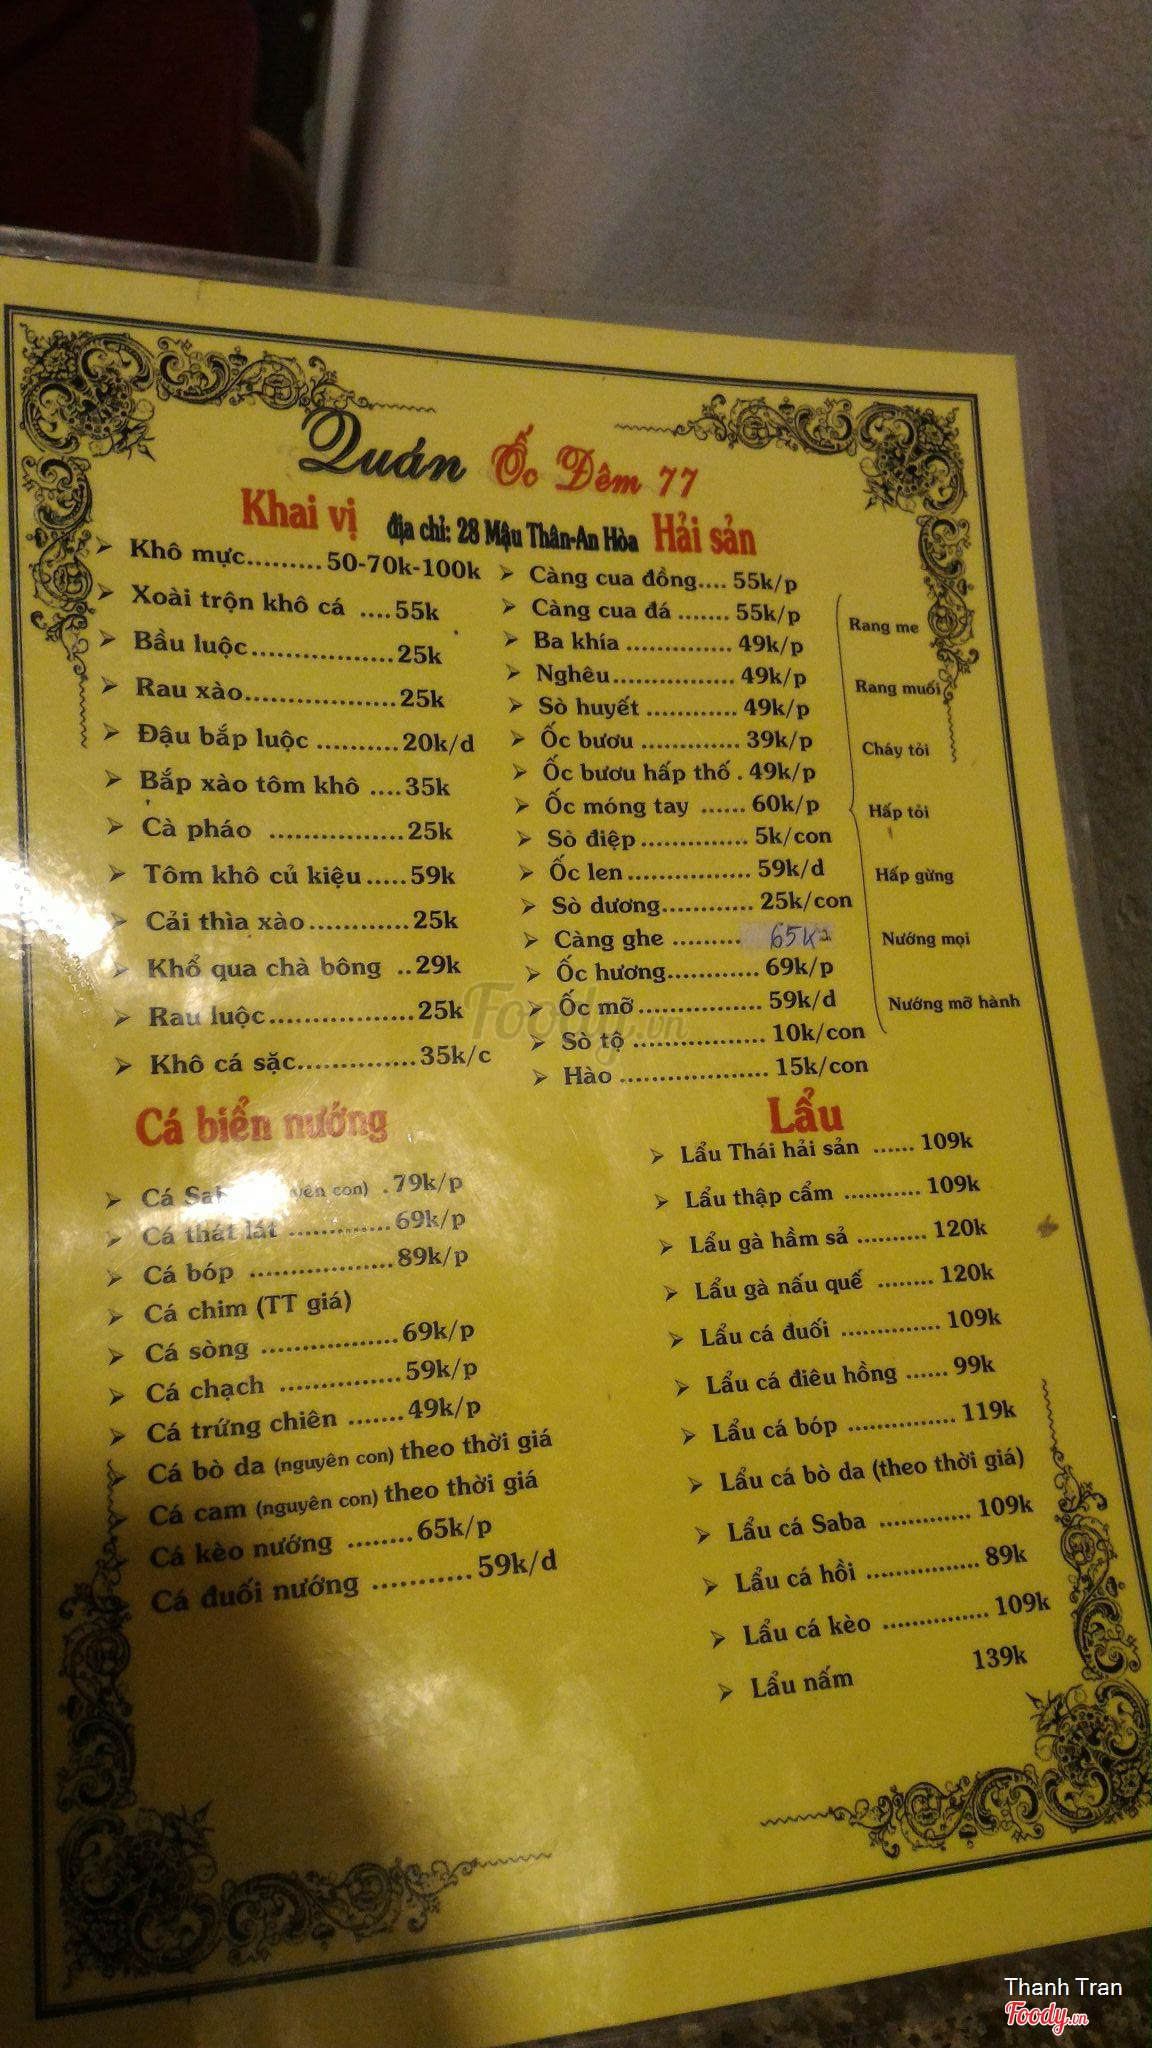 Quán Ốc Đêm 77
địa chỉ: 28 Mậu Thân-An Hòa
Khai vị
Khô mực.........50-70k-100k
Xoài trộn khô cá ....55k
Bầu luộc.................25k
Rau xào..................25k
Đậu bắp luộc ..........20k/d
Bắp xào tôm khô ....35k
Cà pháo ................25k
Tôm khô củ kiệu.....59k
Cải thìa xào............25k
Khổ qua chà bông ..29k
Rau luộc..................25k
Khô cá sặc...............35k/c
Hải sản
Càng cua đồng.... 55k/p
Càng cua đá ....... 55k/p
Ba khía ............... 49k/p
Nghêu................. 49k/p
Sò huyết ............. 49k/p
Ốc bươu .............. 39k/p
Ốc bươu hấp thố . 49k/p
Ốc móng tay ...... 60k/p
Sò điệp ............... 5k/con
Ốc len ................. 59k/d
Sò dương............. 25k/con
Càng ghe .......... 65k
Ốc hương............. 69k/p
Ốc mỡ ................. 59k/d
Sò tộ .................. 10k/con
Hào .................... 15k/con
Rang me
Rang muối
Cháy tỏi
Hấp tỏi
Hấp gừng
Nướng mọi
Nướng mỡ hành
Cá biển nướng
Cá con) .79k/p
Cá thát lát ..............69k/p
Cá bóp ...................89k/p
Cá chim (TT giá)
Cá sòng ..................69k/p
Cá chạch ................59k/p
Cá trứng chiên .......49k/p
Cá bò da (nguyên con) theo thời giá
Cá cam (nguyên con) theo thời giá
Cá kèo nướng ........65k/p
Cá đuối nướng ...........59k/d
Lẩu
Lẩu Thái hải sản ...... 109k
Lẩu thập cẩm ........... 109k
Lẩu gà hầm sả .......... 120k
Lẩu gà nấu quế ........ 120k
Lẩu cá đuối .............. 109k
Lẩu cá điêu hồng ...... 99k
Lẩu cá bóp ............... 119k
Lẩu cá bò da (theo thời giá)
Lẩu cá Saba ............. 109k
Lẩu cá hồi ................ 89k
Lẩu cá kèo ............... 109k
Lẩu nấm 139k
Foody.vn
Thanh Tran
Foody.vn